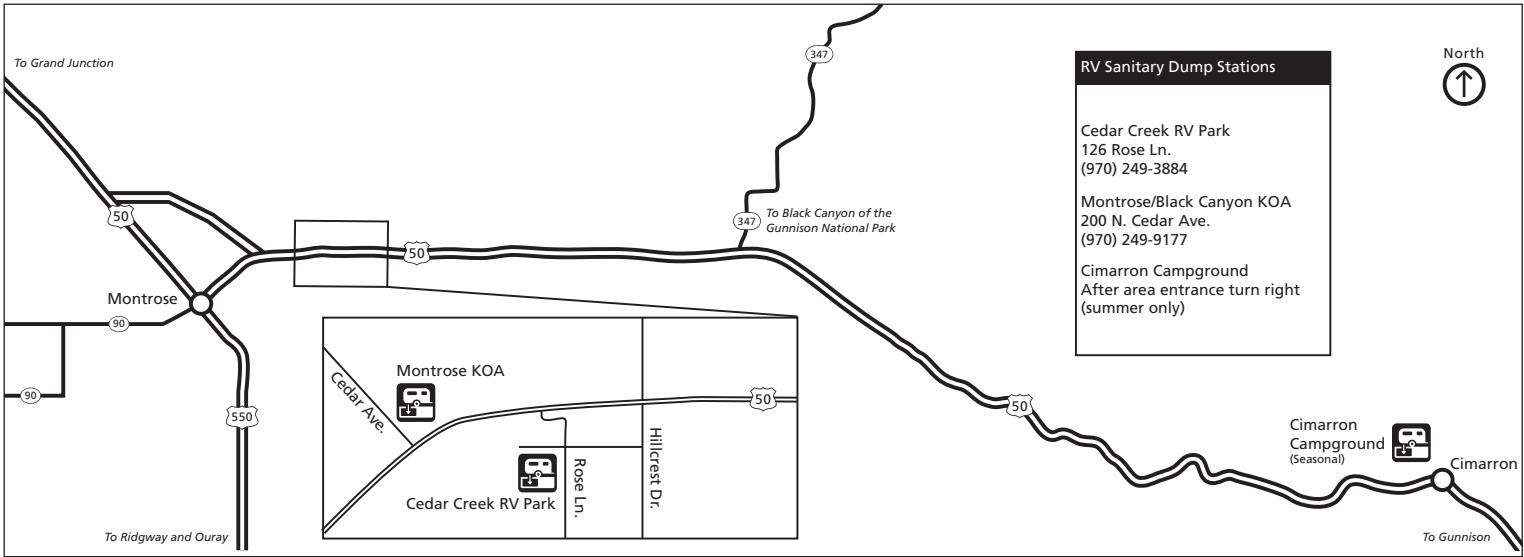 To Grand Junction
347
RV Sanitary Dump Stations
North
Cedar Creek RV Park
126 Rose Ln.
(970) 249-3884
Montrose/Black Canyon KOA
200 N. Cedar Ave.
(970) 249-9177
Cimarron Campground
After area entrance turn right
(summer only)
50
347
To Black Canyon of the
Gunnison National Park
50
Montrose
90
90
550
Montrose KOA
Cedar Ave.
50
Hillcrest Dr.
Rose Ln.
Cedar Creek RV Park
50
Cimarron
Campground
(Seasonal)
Cimarron
To Ridgway and Ouray
To Gunnison